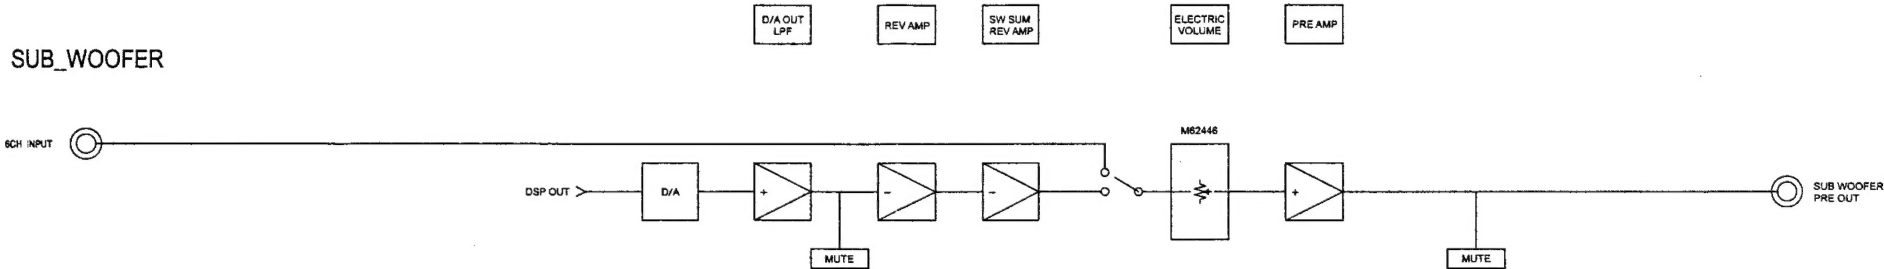 D/A OUT
LPF
REV AMP
SW SUM
REV AMP
ELECTRIC
VOLUME
PRE AMP
SUB_WOOFER
6CH INPUT
M62446
DSP OUT
D/A
+
−
−
+
SUB WOOFER
PRE OUT
MUTE
MUTE